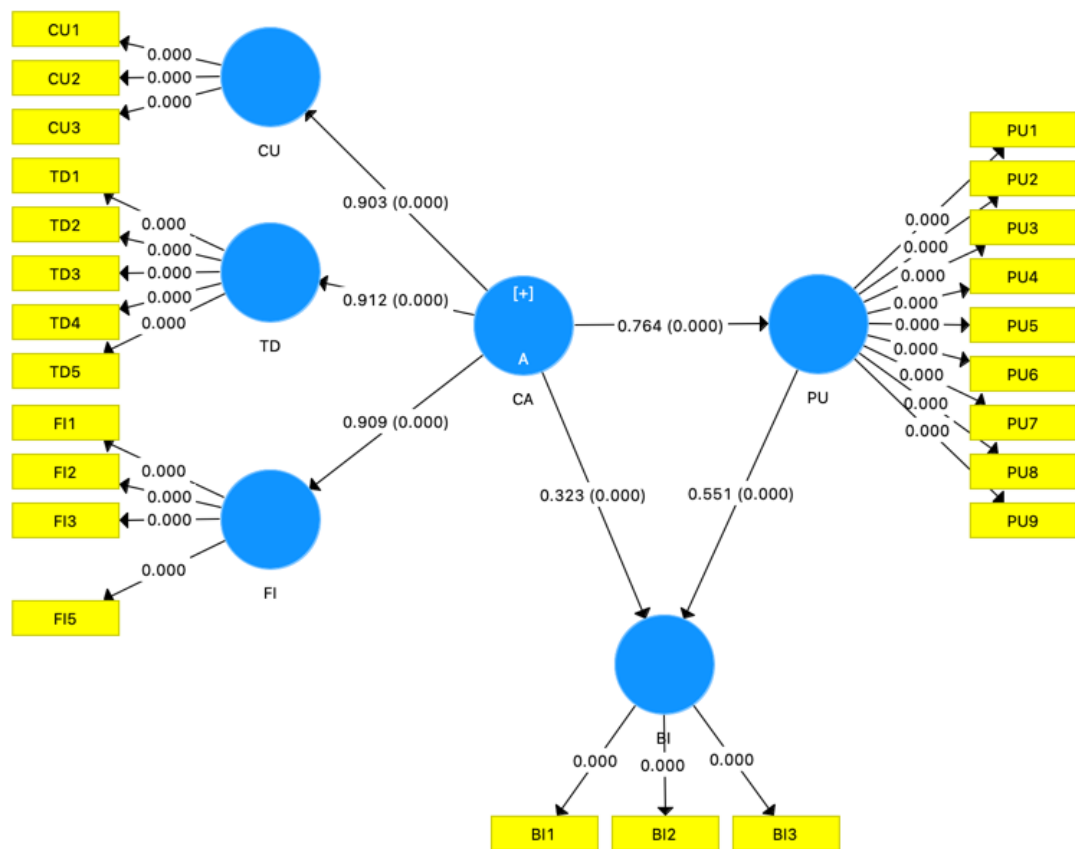 CU1
CU2
CU3
0.000
0.000
0.000
CU
TD1
TD2
TD3
TD4
TD5
0.000
0.000
0.000
0.000
0.000
TD
FI1
FI2
FI3
FI5
0.000
0.000
0.000
0.000
FI
0.903 (0.000)
0.912 (0.000)
0.909 (0.000)
[+]
A
CA
0.764 (0.000)
0.323 (0.000)
0.551 (0.000)
PU
0.000
0.000
0.000
0.000
0.000
0.000
0.000
0.000
0.000
PU1
PU2
PU3
PU4
PU5
PU6
PU7
PU8
PU9
BI
0.000
0.000
0.000
BI1
BI2
BI3